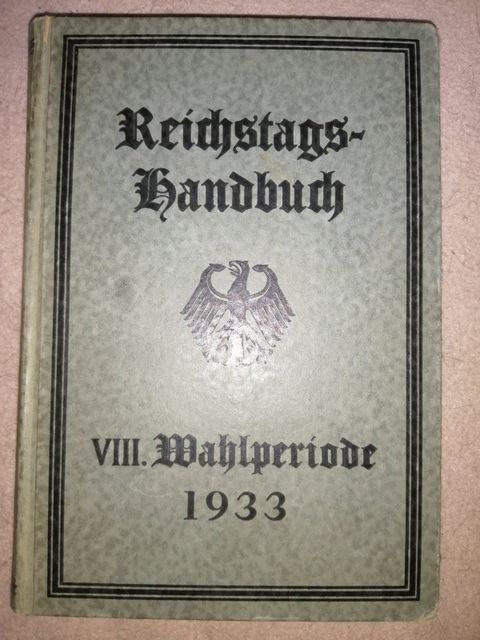 Reichstags-
Handbuch
VIII. Wahlperiode
1933